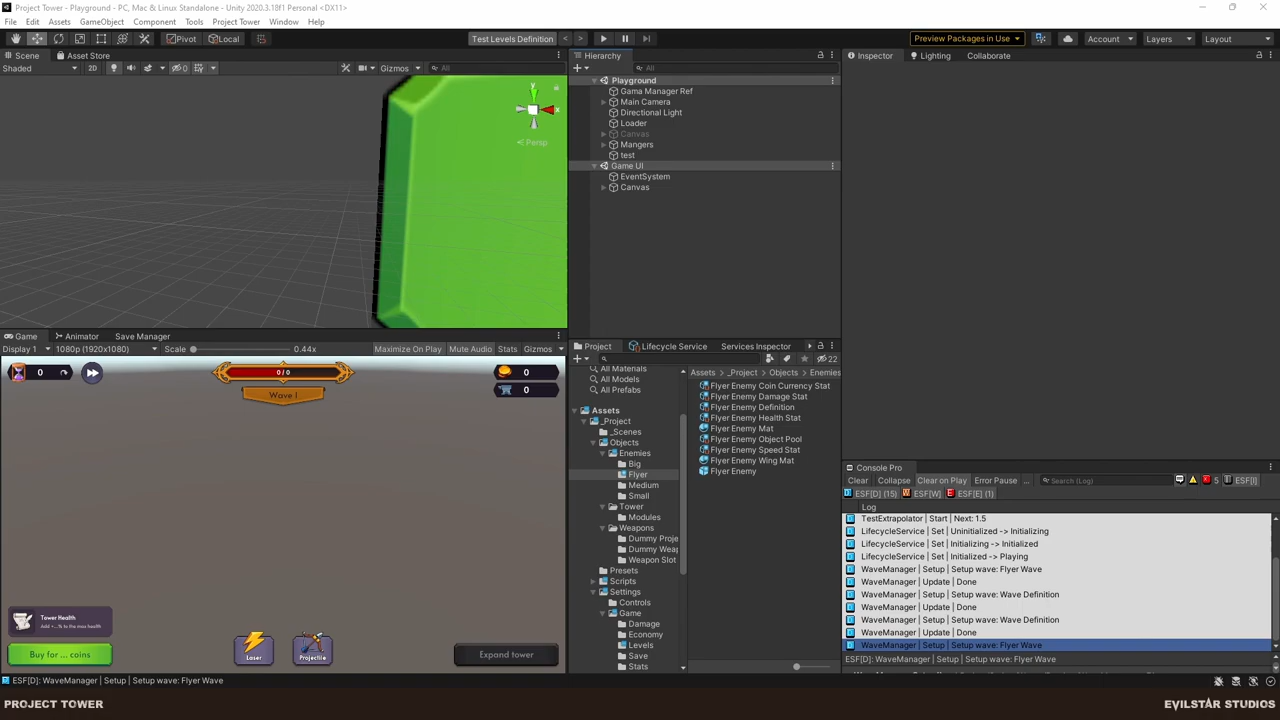 Project Tower - Playground - PC, Mac & Linux Standalone - Unity 2020.3.18f1 Personal <DX11>
File Edit Assets GameObject Component Tools Project Tower Window Help
Pivot Local Test Levels Definition < > Preview Packages in Use Account Layers Layout
Scene Asset Store
Shaded 2D 0 Gizmos All
y
x
< Persp
Hierarchy
All
Playground
Gama Manager Ref
Main Camera
Directional Light
Loader
Canvas
Mangers
test
Game UI
EventSystem
Canvas
Inspector Lighting Collaborate
Game Animator Save Manager
Display 1 1080p (1920x1080) Scale 0.44x Maximize On Play Mute Audio Stats Gizmos
0
0 / 0
Wave I
0
0
Tower Health
Add +...% to the max health
Buy for ... coins
Laser
Projectile
Expand tower
Project Lifecycle Service Services Inspector
22
All Materials
All Models
All Prefabs
Assets
_Project
_Scenes
Objects
Enemies
Big
Flyer
Medium
Small
Tower
Modules
Weapons
Dummy Proje
Dummy Weap
Weapon Slot
Presets
Scripts
Settings
Controls
Game
Damage
Economy
Levels
Save
Stats
Assets > _Project > Objects > Enemies
Flyer Enemy Coin Currency Stat
Flyer Enemy Damage Stat
Flyer Enemy Definition
Flyer Enemy Health Stat
Flyer Enemy Mat
Flyer Enemy Object Pool
Flyer Enemy Speed Stat
Flyer Enemy Wing Mat
Flyer Enemy
Console Pro
Clear Collapse Clear on Play Error Pause ... Search (Log) 5 ESF[I]
ESF[D] (15) ESF[W] ESF[E] (1)
Log
TestExtrapolator | Start | Next: 1.5
LifecycleService | Set | Uninitialized -> Initializing
LifecycleService | Set | Initializing -> Initialized
LifecycleService | Set | Initialized -> Playing
WaveManager | Setup | Setup wave: Flyer Wave
WaveManager | Update | Done
WaveManager | Setup | Setup wave: Wave Definition
WaveManager | Update | Done
WaveManager | Setup | Setup wave: Wave Definition
WaveManager | Update | Done
WaveManager | Setup | Setup wave: Flyer Wave
ESF[D]: WaveManager | Setup | Setup wave: Flyer Wave
ESF[D]: WaveManager | Setup | Setup wave: Flyer Wave
PROJECT TOWER
EVILSTAR STUDIOS